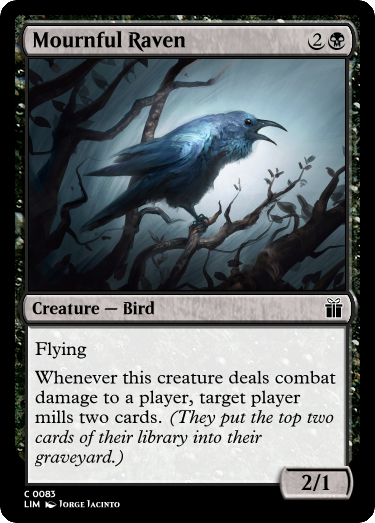 Mournful Raven 2
Creature — Bird
Flying
Whenever this creature deals combat
damage to a player, target player
mills two cards. (They put the top two
cards of their library into their
graveyard.)
2/1
C 0083
LIM Jorge Jacinto